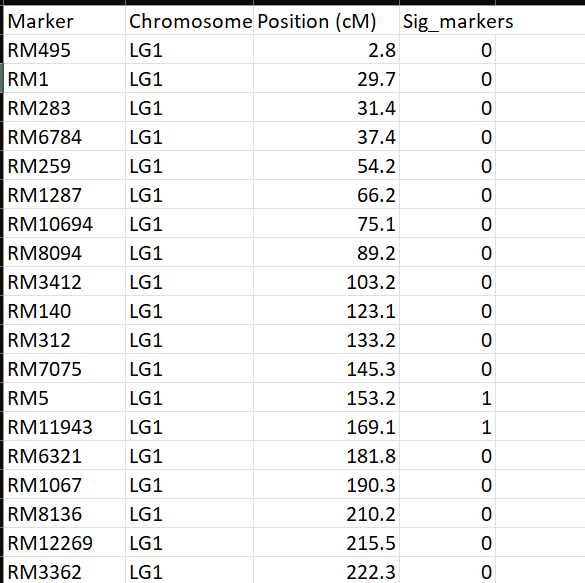 Marker Chromosome Position (cM) Sig_markers
RM495 LG1 2.8 0
RM1 LG1 29.7 0
RM283 LG1 31.4 0
RM6784 LG1 37.4 0
RM259 LG1 54.2 0
RM1287 LG1 66.2 0
RM10694 LG1 75.1 0
RM8094 LG1 89.2 0
RM3412 LG1 103.2 0
RM140 LG1 123.1 0
RM312 LG1 133.2 0
RM7075 LG1 145.3 0
RM5 LG1 153.2 1
RM11943 LG1 169.1 1
RM6321 LG1 181.8 0
RM1067 LG1 190.3 0
RM8136 LG1 210.2 0
RM12269 LG1 215.5 0
RM3362 LG1 222.3 0